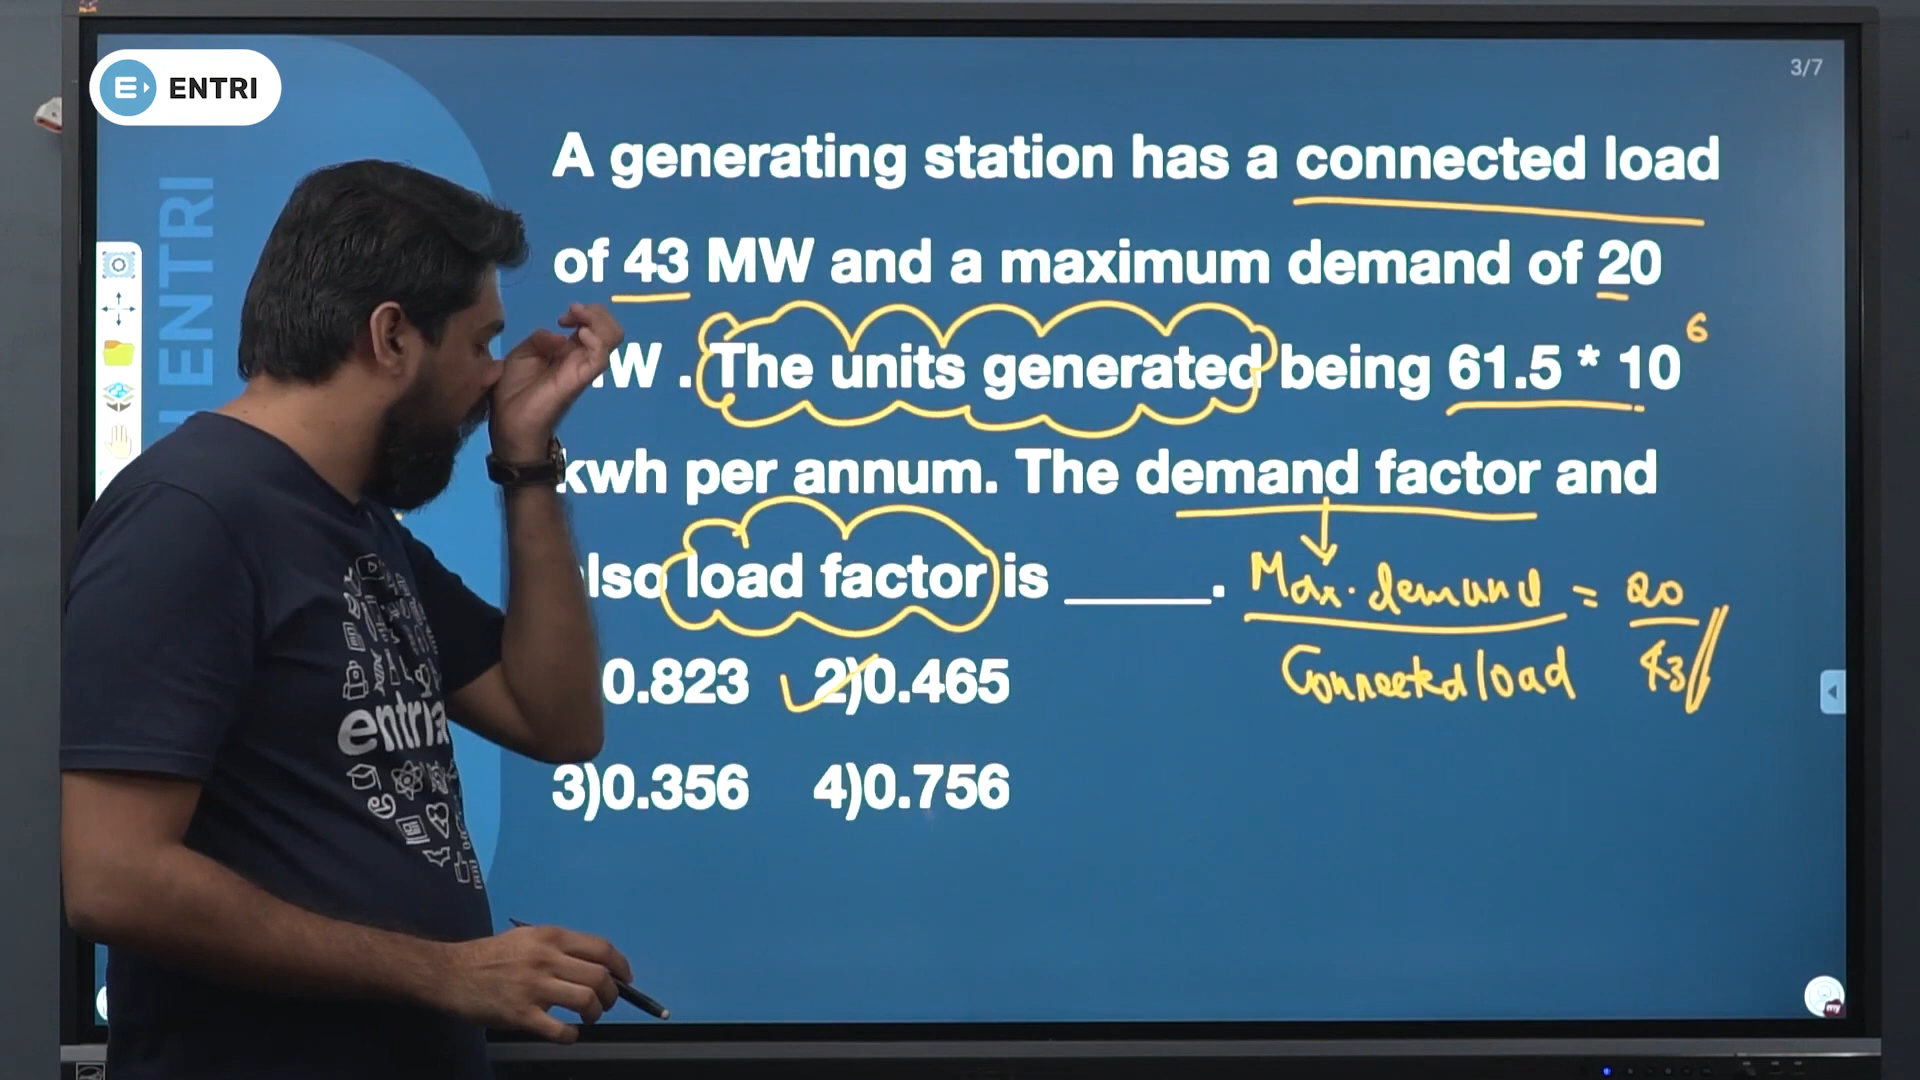 ENTRI
3/7
ENTRI
A generating station has a connected load
of 43 MW and a maximum demand of 20
W . The units generated being 61.5 * 10 6
kwh per annum. The demand factor and
lso load factor is _____.
Max. demand = 20
Connected load 43
0.823 2)0.465
3)0.356 4)0.756
entri
my